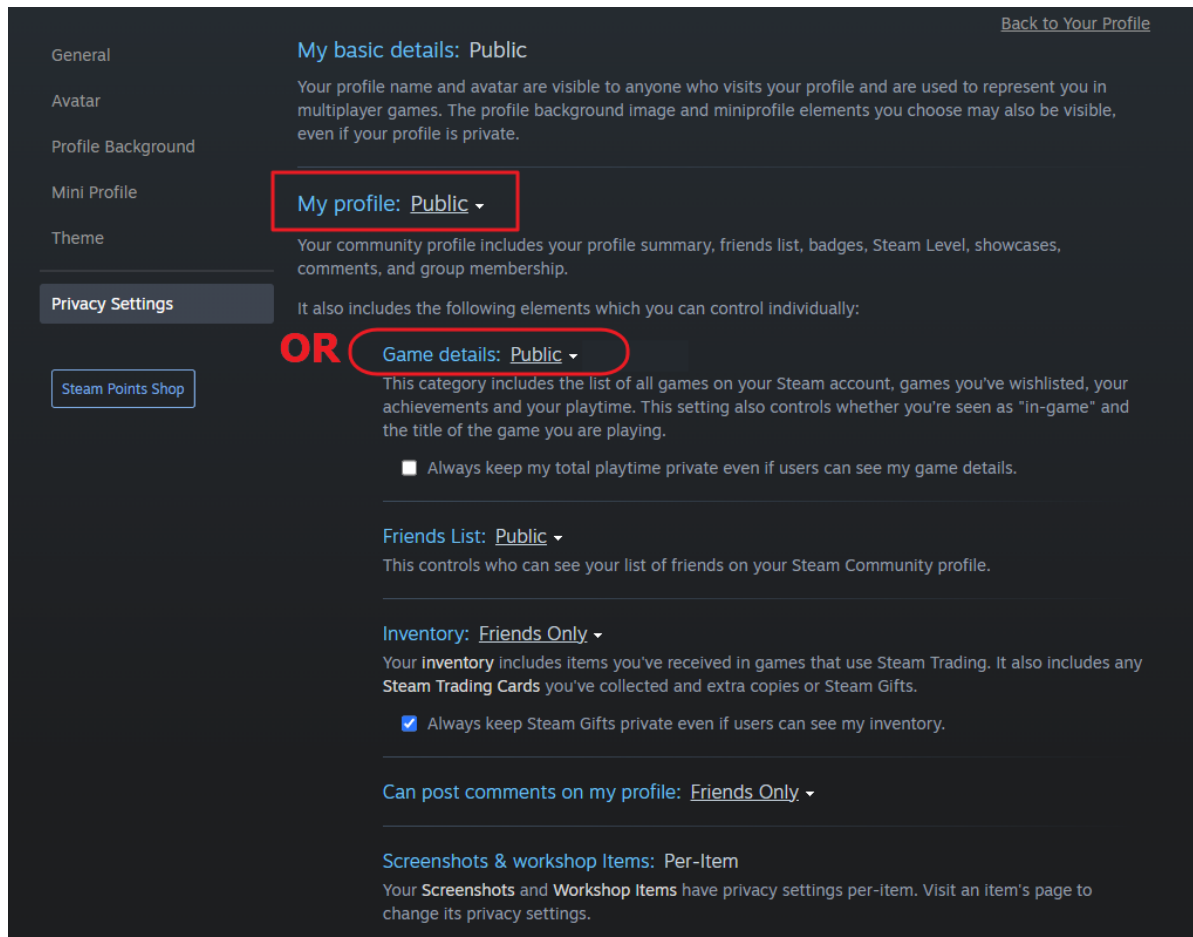 Back to Your Profile
General
Avatar
Profile Background
Mini Profile
Theme
Privacy Settings
Steam Points Shop
My basic details: Public
Your profile name and avatar are visible to anyone who visits your profile and are used to represent you in
multiplayer games. The profile background image and miniprofile elements you choose may also be visible,
even if your profile is private.
My profile: Public
Your community profile includes your profile summary, friends list, badges, Steam Level, showcases,
comments, and group membership.
It also includes the following elements which you can control individually:
OR
Game details: Public
This category includes the list of all games on your Steam account, games you've wishlisted, your
achievements and your playtime. This setting also controls whether you're seen as "in-game" and
the title of the game you are playing.
Always keep my total playtime private even if users can see my game details.
Friends List: Public
This controls who can see your list of friends on your Steam Community profile.
Inventory: Friends Only
Your inventory includes items you've received in games that use Steam Trading. It also includes any
Steam Trading Cards you've collected and extra copies or Steam Gifts.
Always keep Steam Gifts private even if users can see my inventory.
Can post comments on my profile: Friends Only
Screenshots & workshop Items: Per-Item
Your Screenshots and Workshop Items have privacy settings per-item. Visit an item's page to
change its privacy settings.